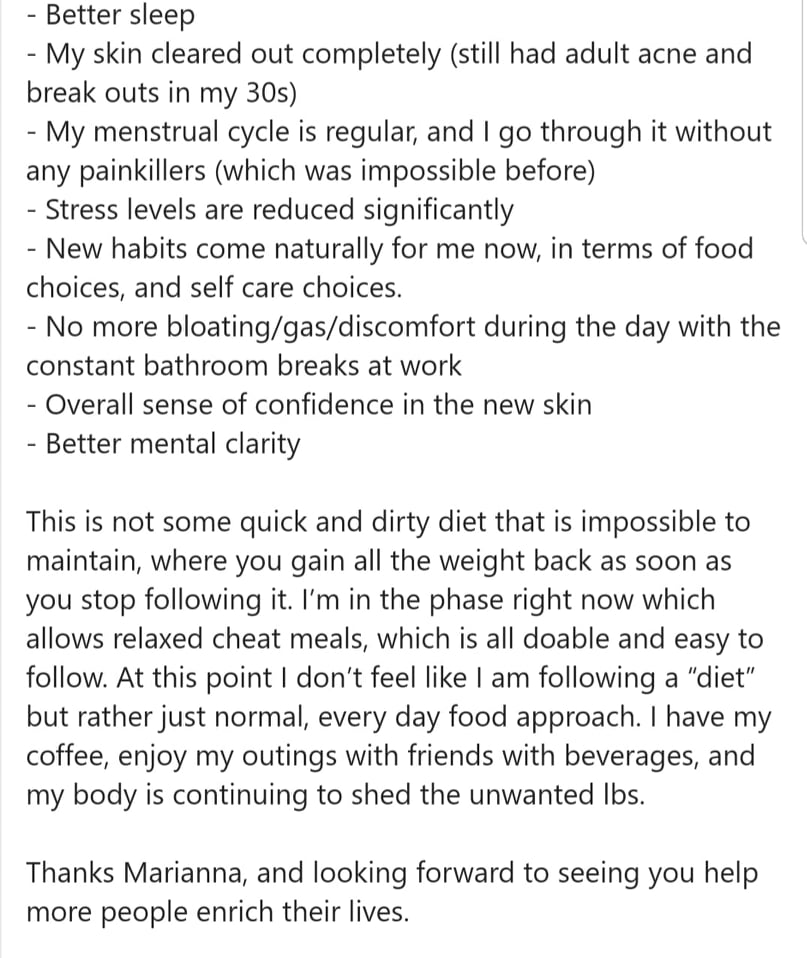 - Better sleep
- My skin cleared out completely (still had adult acne and
break outs in my 30s)
- My menstrual cycle is regular, and I go through it without
any painkillers (which was impossible before)
- Stress levels are reduced significantly
- New habits come naturally for me now, in terms of food
choices, and self care choices.
- No more bloating/gas/discomfort during the day with the
constant bathroom breaks at work
- Overall sense of confidence in the new skin
- Better mental clarity
This is not some quick and dirty diet that is impossible to
maintain, where you gain all the weight back as soon as
you stop following it. I'm in the phase right now which
allows relaxed cheat meals, which is all doable and easy to
follow. At this point I don't feel like I am following a "diet"
but rather just normal, every day food approach. I have my
coffee, enjoy my outings with friends with beverages, and
my body is continuing to shed the unwanted lbs.
Thanks Marianna, and looking forward to seeing you help
more people enrich their lives.